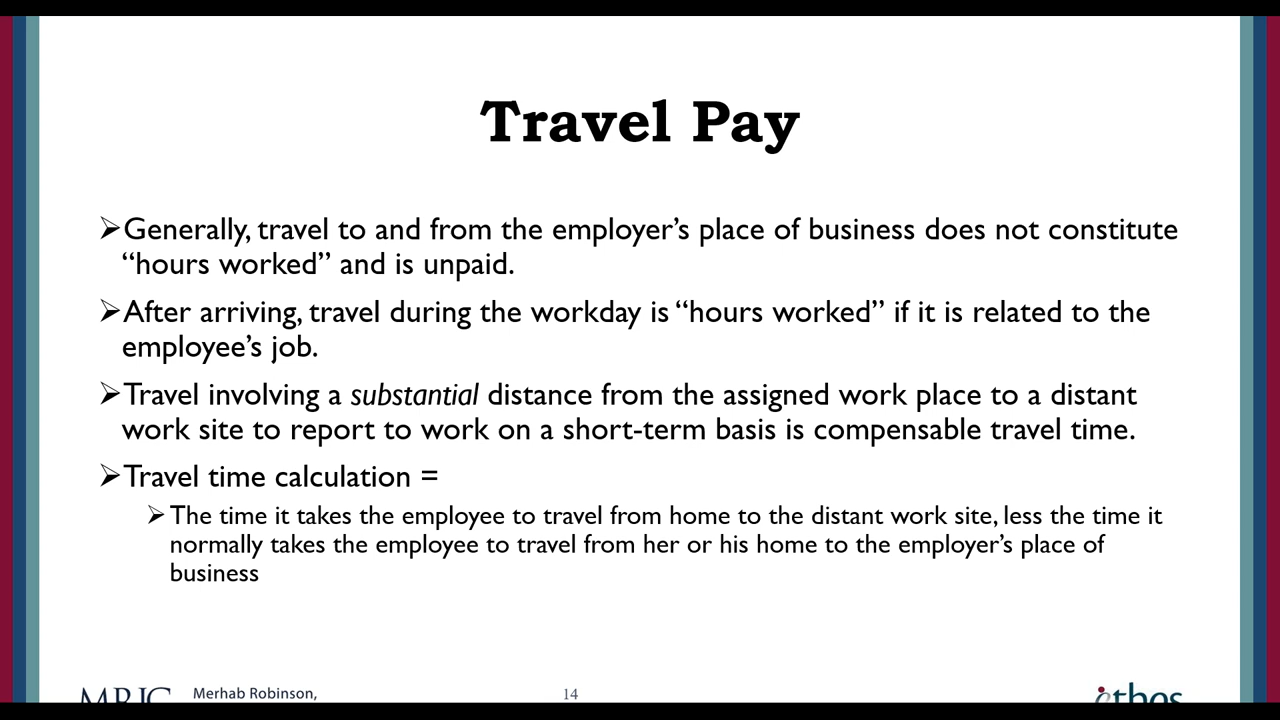 Travel Pay
➢Generally, travel to and from the employer’s place of business does not constitute
“hours worked” and is unpaid.
➢After arriving, travel during the workday is “hours worked” if it is related to the
employee’s job.
➢Travel involving a substantial distance from the assigned work place to a distant
work site to report to work on a short-term basis is compensable travel time.
➢Travel time calculation =
➢The time it takes the employee to travel from home to the distant work site, less the time it
normally takes the employee to travel from her or his home to the employer’s place of
business
MRJC Merhab Robinson, 14 ethos